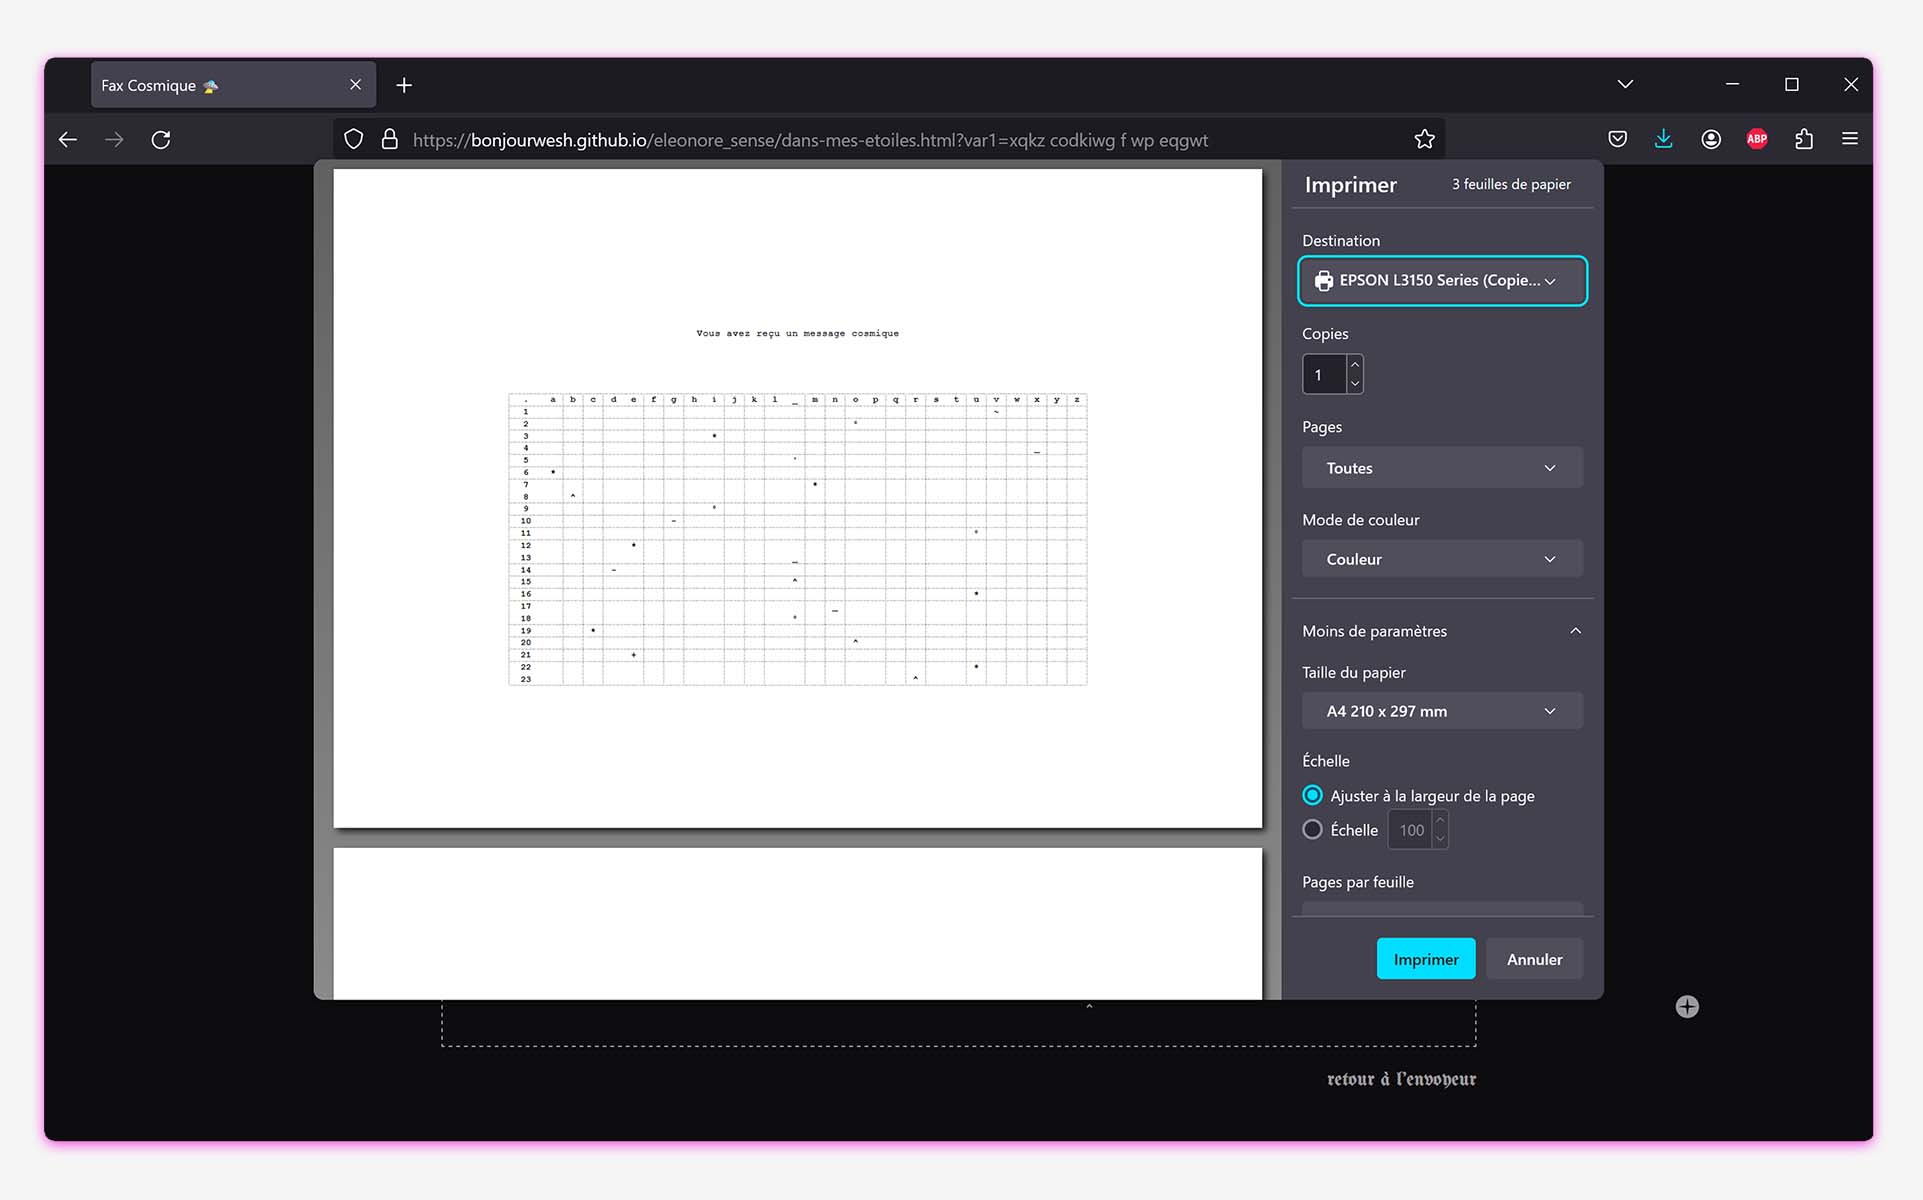 Fax Cosmique
https://bonjourwesh.github.io/eleonore_sense/dans-mes-etoiles.html?var1=xqkz codkiwg f wp eqgwt
ABP
Vous avez reçu un message cosmique
. a b c d e f g h i j k l _ m n o p q r s t u v w x y z
1 ~
2 °
3 *
4 _
5 '
6 *
7 *
8 ^
9 °
10 -
11 °
12 *
13 _
14 -
15 ^
16 *
17 _
18 °
19 *
20 ^
21 +
22 *
23 ^
Imprimer 3 feuilles de papier
Destination
EPSON L3150 Series (Copie...
Copies
1
Pages
Toutes
Mode de couleur
Couleur
Moins de paramètres
Taille du papier
A4 210 x 297 mm
Échelle
Ajuster à la largeur de la page
Échelle 100
Pages par feuille
Imprimer Annuler
^
retour à l'envoyeur